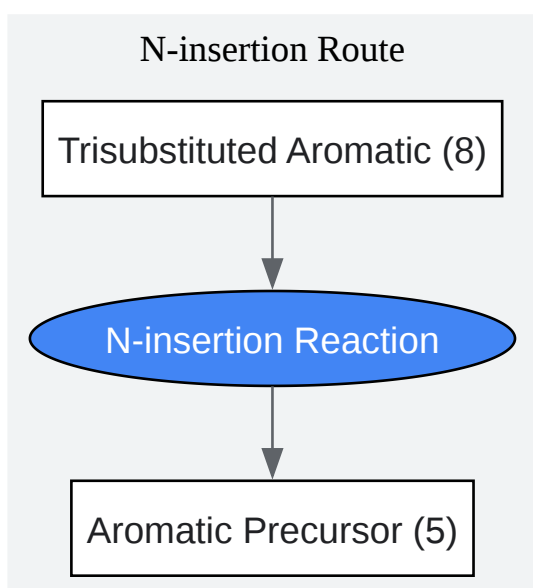 N-insertion Route
Trisubstituted Aromatic (8)
N-insertion Reaction
Aromatic Precursor (5)